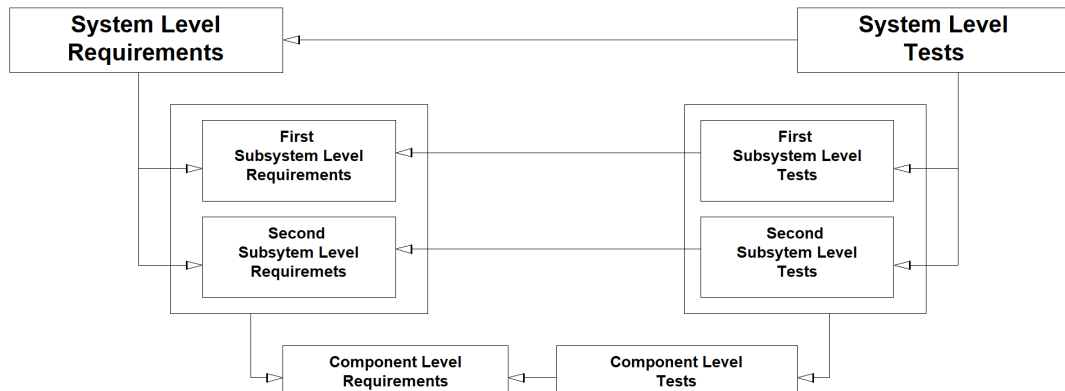 System Level
Requirements
System Level
Tests
First
Subsystem Level
Requirements
First
Subsystem Level
Tests
Second
Subsytem Level
Requiremets
Second
Subsytem Level
Tests
Component Level
Requirements
Component Level
Tests